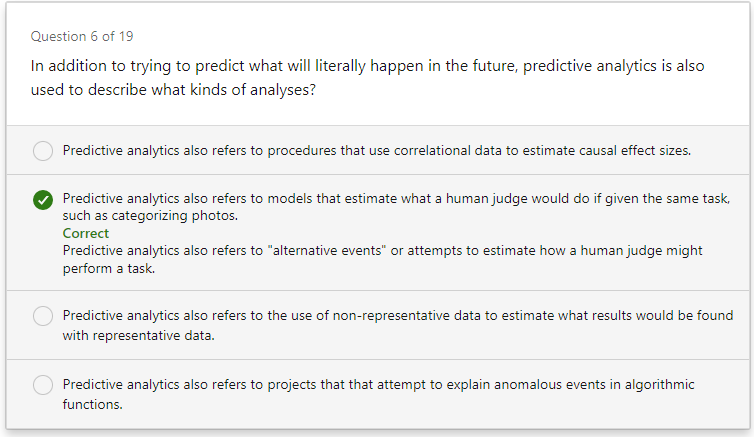 Question 6 of 19
In addition to trying to predict what will literally happen in the future, predictive analytics is also
used to describe what kinds of analyses?
Predictive analytics also refers to procedures that use correlational data to estimate causal effect sizes.
Predictive analytics also refers to models that estimate what a human judge would do if given the same task,
such as categorizing photos.
Correct
Predictive analytics also refers to "alternative events" or attempts to estimate how a human judge might
perform a task.
Predictive analytics also refers to the use of non-representative data to estimate what results would be found
with representative data.
Predictive analytics also refers to projects that that attempt to explain anomalous events in algorithmic
functions.